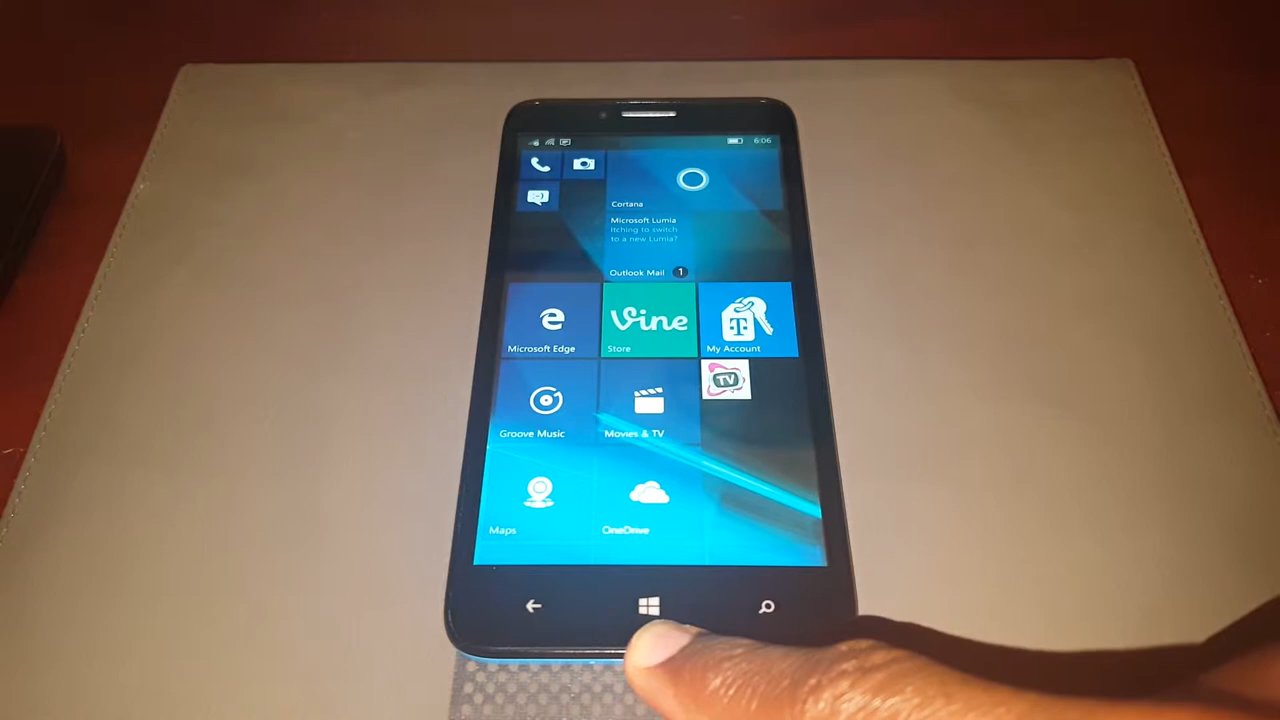 6:06
Cortana
Microsoft Lumia
Itching to switch
to a new Lumia?
Outlook Mail 1
Microsoft Edge
Vine
Store
T
My Account
TV
Groove Music
Movies & TV
Maps
OneDrive